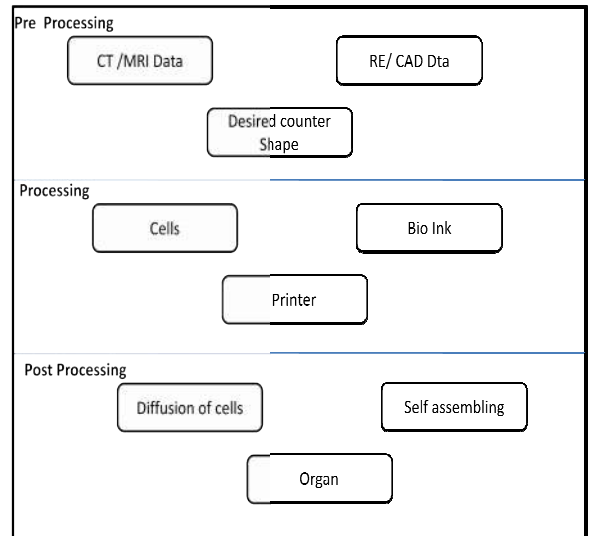 Pre Processing
CT /MRI Data
RE/ CAD Dta
Desired counter
Shape
Processing
Cells
Bio Ink
Printer
Post Processing
Diffusion of cells
Self assembling
Organ